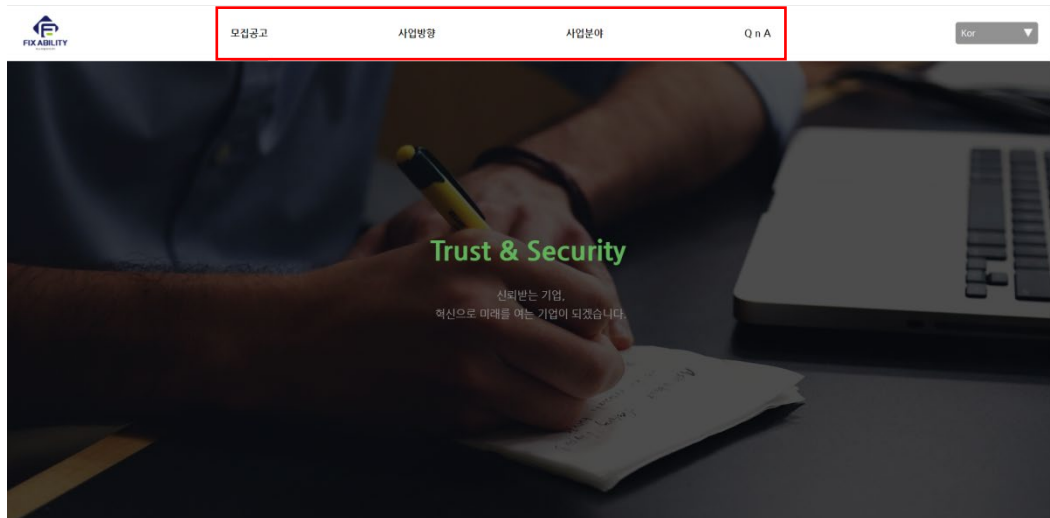 FIX ABILITY
모집공고
사업방향
사업분야
Q n A
Kor
Trust & Security
신뢰받는 기업,
혁신으로 미래를 여는 기업이 되겠습니다.